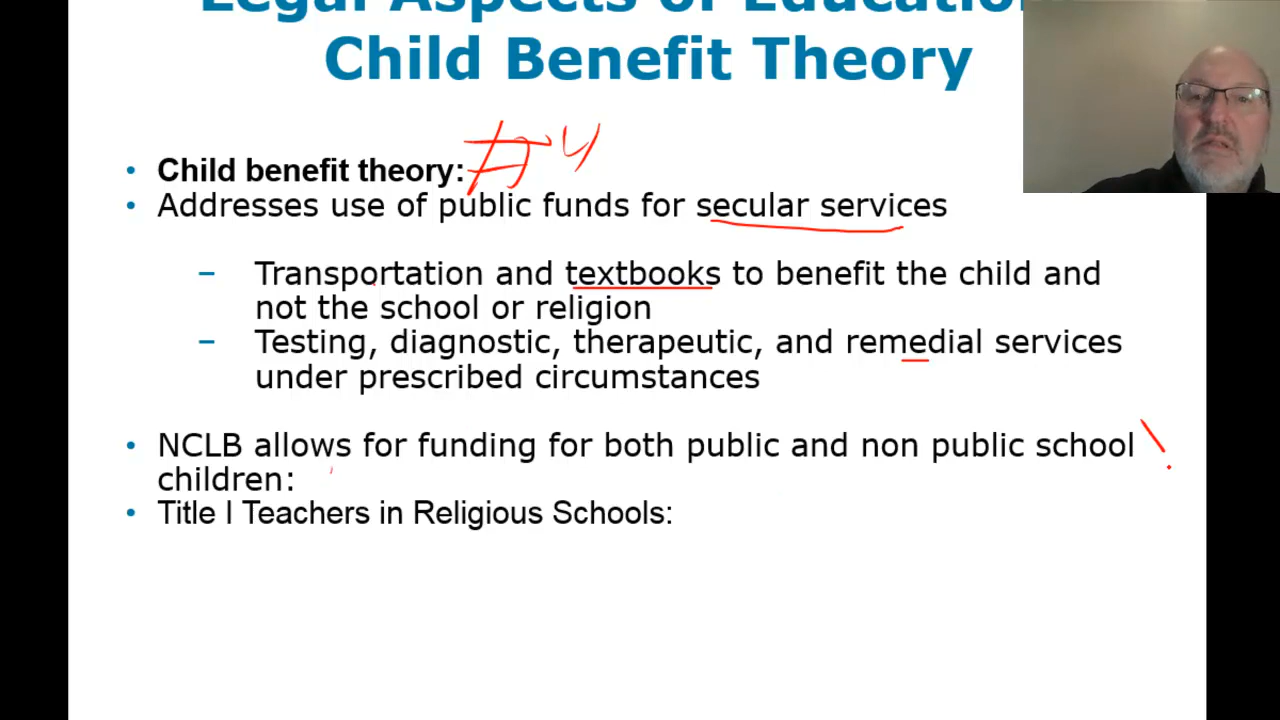 Legal Aspects of Education:
Child Benefit Theory
• Child benefit theory: #4
• Addresses use of public funds for secular services
– Transportation and textbooks to benefit the child and
not the school or religion
– Testing, diagnostic, therapeutic, and remedial services
under prescribed circumstances
• NCLB allows for funding for both public and non public school
children:
• Title I Teachers in Religious Schools: